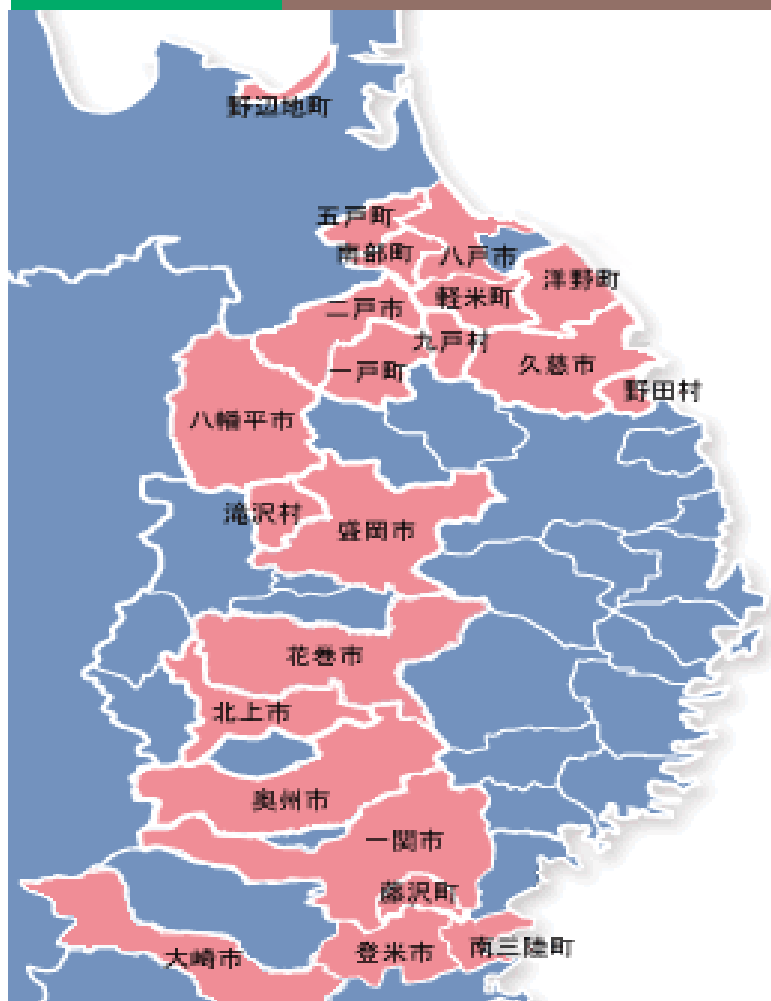 野辺地町
五戸町
南部町
八戸市
洋野町
二戸市
軽米町
九戸村
一戸町
久慈市
野田村
八幡平市
滝沢村
盛岡市
花巻市
北上市
奥州市
一関市
藤沢町
大崎市
登米市
南三陸町